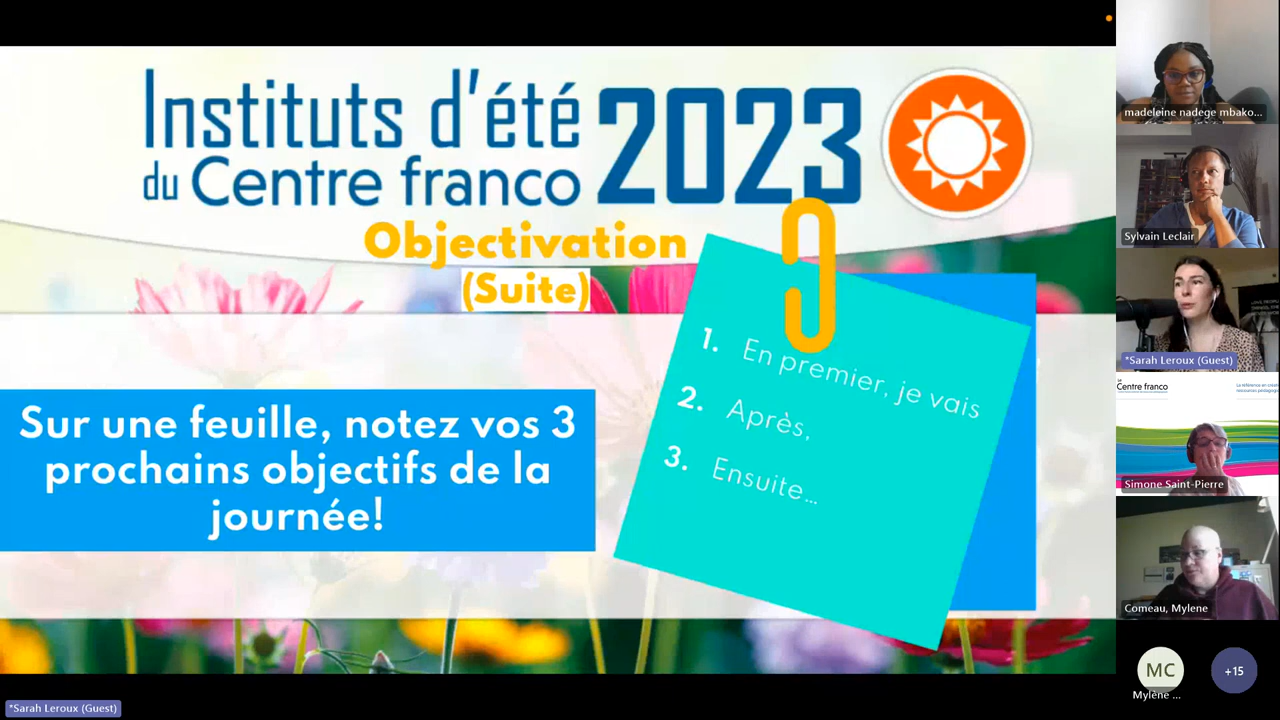 Instituts d'été
du Centre franco
2023
Objectivation
(Suite)
1. En premier, je vais
2. Après,
3. Ensuite...
Sur une feuille, notez vos 3
prochains objectifs de la
journée!
*Sarah Leroux (Guest)
madeleine nadege mbako...
Sylvain Leclair
*Sarah Leroux (Guest)
Centre franco
Simone Saint-Pierre
Comeau, Mylene
MC
Mylène ...
+15